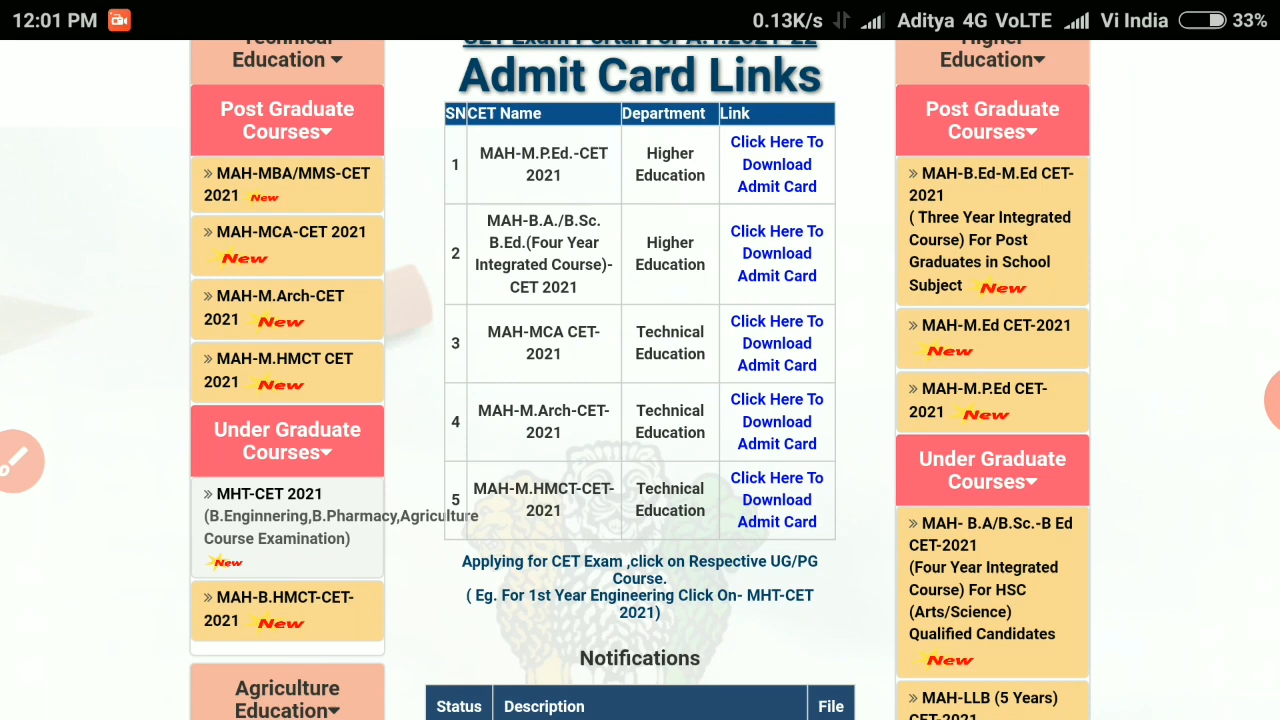 12:01 PM
0.13K/s Aditya 4G VoLTE Vi India 33%
Technical
Education
Post Graduate
Courses
» MAH-MBA/MMS-CET
2021 New
» MAH-MCA-CET 2021
New
» MAH-M.Arch-CET
2021 New
» MAH-M.HMCT CET
2021 New
Under Graduate
Courses
» MHT-CET 2021
(B.Enginnering,B.Pharmacy,Agriculture
Course Examination)
New
» MAH-B.HMCT-CET-
2021 New
Agriculture
Education
CET Exam Portal For A.Y.2021-22
Admit Card Links
SN CET Name Department Link
1 MAH-M.P.Ed.-CET 2021 Higher Education Click Here To Download Admit Card
2 MAH-B.A./B.Sc. B.Ed.(Four Year Integrated Course)-CET 2021 Higher Education Click Here To Download Admit Card
3 MAH-MCA CET-2021 Technical Education Click Here To Download Admit Card
4 MAH-M.Arch-CET-2021 Technical Education Click Here To Download Admit Card
5 MAH-M.HMCT-CET-2021 Technical Education Click Here To Download Admit Card
Applying for CET Exam ,click on Respective UG/PG
Course.
( Eg. For 1st Year Engineering Click On- MHT-CET
2021)
Notifications
Status Description File
Higher
Education
Post Graduate
Courses
» MAH-B.Ed-M.Ed CET-
2021
( Three Year Integrated
Course) For Post
Graduates in School
Subject New
» MAH-M.Ed CET-2021
New
» MAH-M.P.Ed CET-
2021 New
Under Graduate
Courses
» MAH- B.A/B.Sc.-B Ed
CET-2021
(Four Year Integrated
Course) For HSC
(Arts/Science)
Qualified Candidates
New
» MAH-LLB (5 Years)
CET-2021